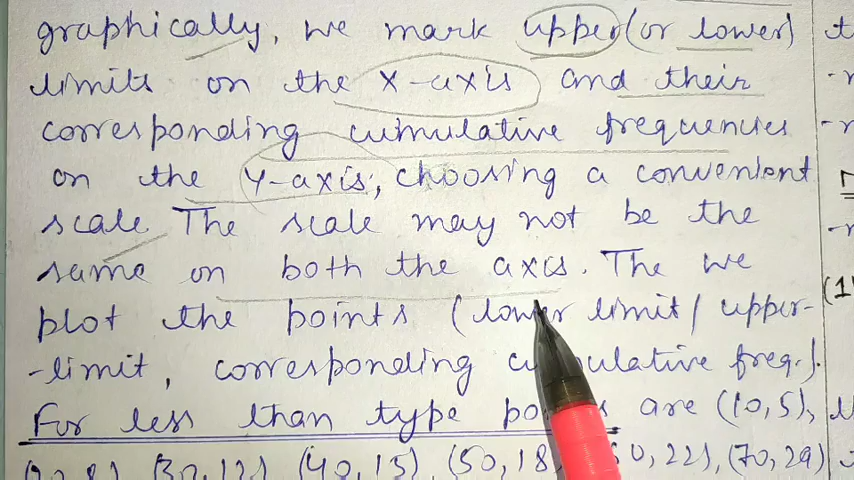 graphically, we mark upper (or lower)
limits on the x-axis and their
corresponding cumulative frequencies
on the Y-axis, choosing a convenient
scale. The scale may not be the
same on both the axis. The we
plot the points (lower limit/upper-
-limit, corresponding cumulative freq.).
For less than type are (10,5),
(30,12), (40,15), (50,18), (70,29)